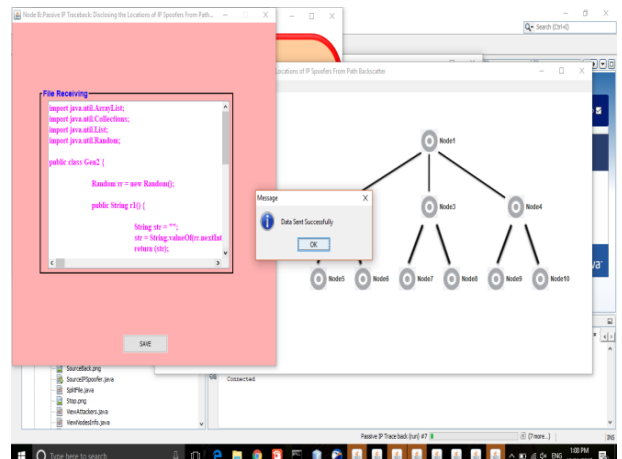 Node B:Passive IP Traceback: Disclosing the Locations of IP Spoofers From Path...
Search (Ctrl+I)
Locations of IP Spoofers From Path Backscatter
File Receiving
import java.util.ArrayList;
import java.util.Collections;
import java.util.List;
import java.util.Random;
public class Gen2 {
Random rr = new Random();
public String r1() {
String str = "";
str = String.valueOf(rr.nextInt
return (str);
SAVE
Node1
Node3
Node4
Node5
Node6
Node7
Node8
Node9
Node10
Message
X
Data Sent Successfully
OK
SourceBack.png
SourceIPSpoofer.java
SplitFile.java
Stop.png
ViewAttackers.java
ViewNodesInfo.java
Connected
Passive IP Trace back (run) #7
(7 more...)
INS
Type here to search
ENG
1:08 PM